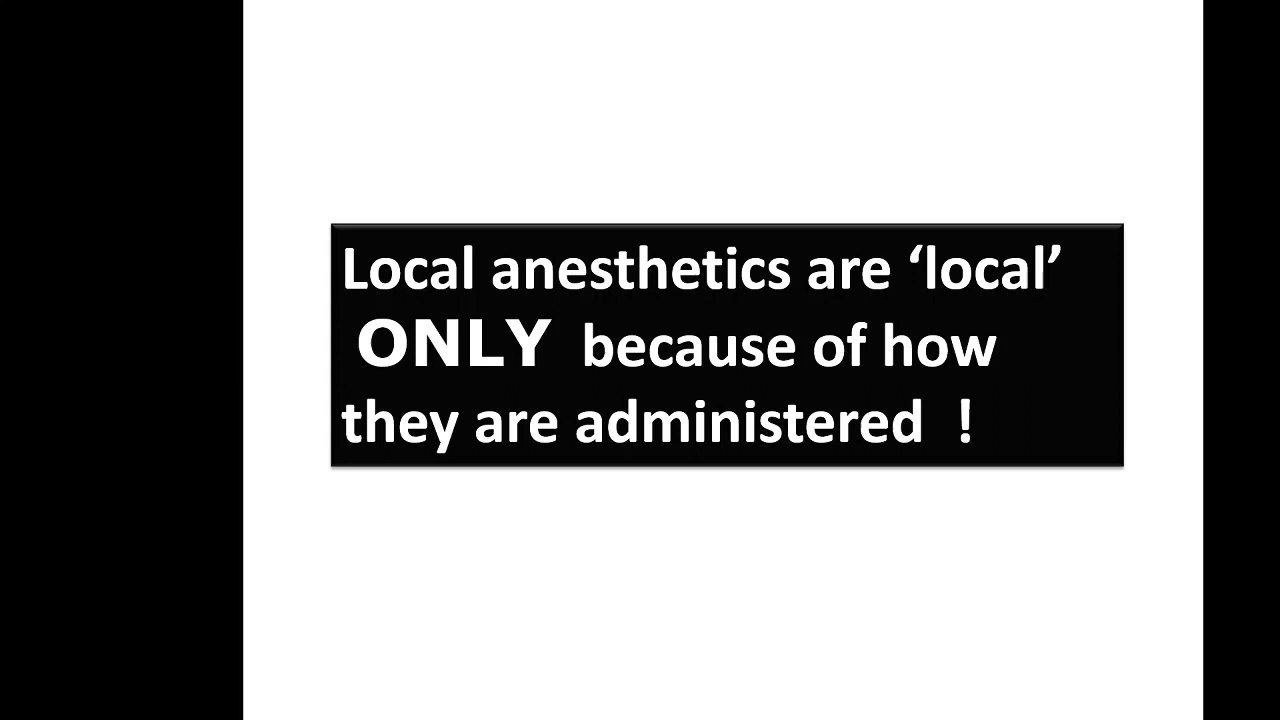 Local anesthetics are ‘local’
ONLY because of how
they are administered !